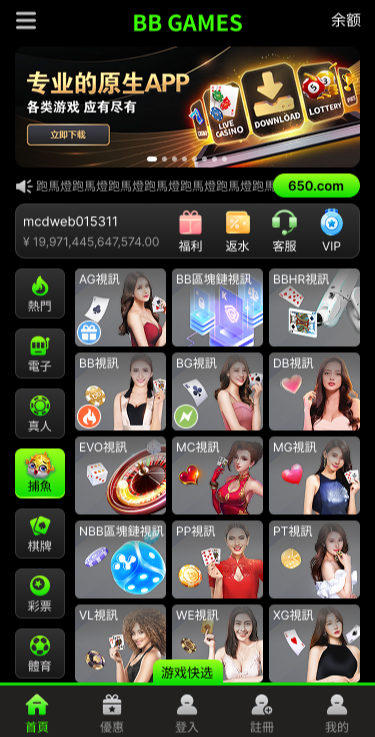 BB GAMES
余额
专业的原生APP
各类游戏 应有尽有
立即下载
LIVE CASINO
DOWNLOAD
LOTTERY
跑馬燈跑馬燈跑馬燈跑馬燈跑馬燈跑馬燈跑馬
650.com
mcdweb015311
¥ 19,971,445,647,574.00
福利
返水
客服
VIP
熱門
電子
真人
捕魚
棋牌
彩票
體育
AG視訊
BB區塊鏈視訊
BBHR視訊
BB視訊
BG視訊
DB視訊
EVO視訊
MC視訊
MG視訊
NBB區塊鏈視訊
PP視訊
PT視訊
VL視訊
WE視訊
XG視訊
游戏快选
首頁
優惠
登入
註冊
我的